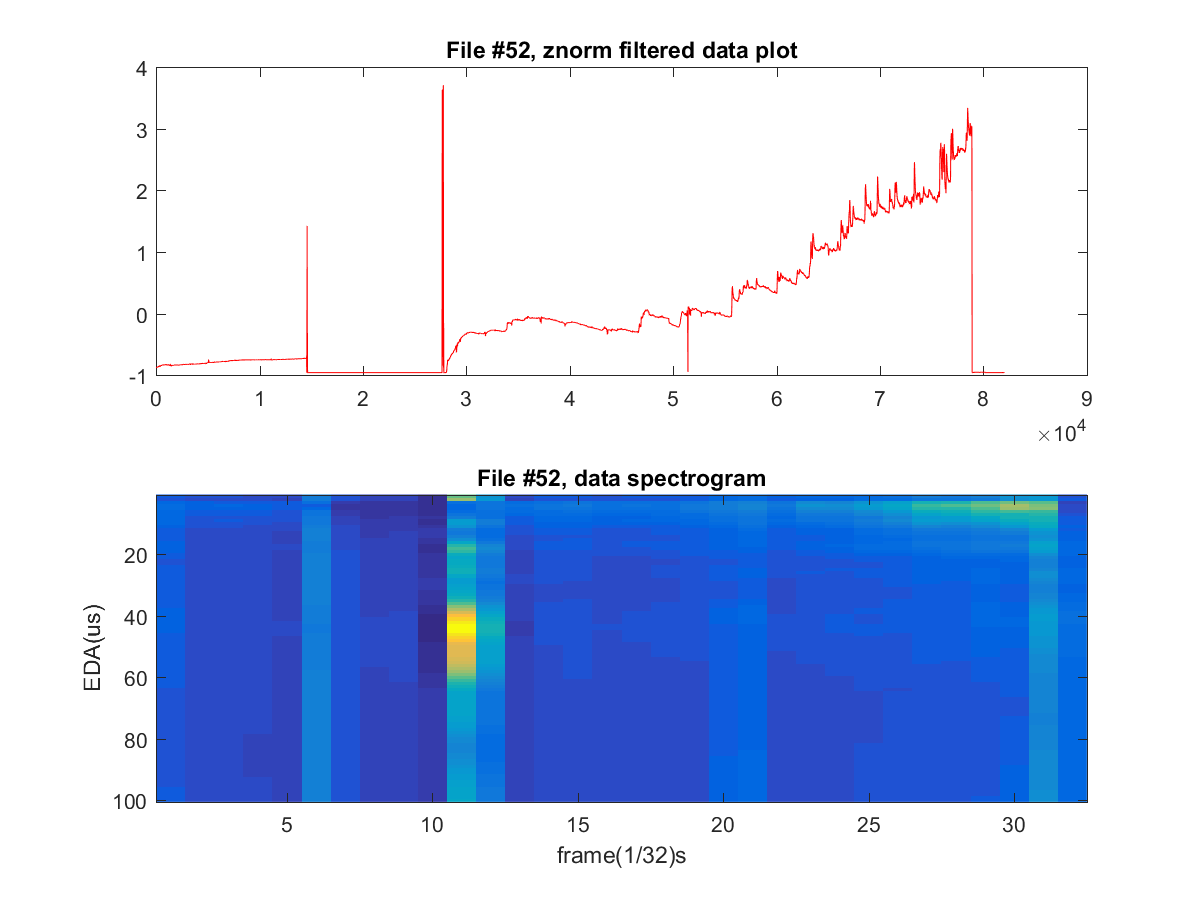 File #52, znorm filtered data plot
4
3
2
1
0
-1
0 1 2 3 4 5 6 7 8 9
×10^4
File #52, data spectrogram
20
40
60
80
100
EDA(us)
5 10 15 20 25 30
frame(1/32)s